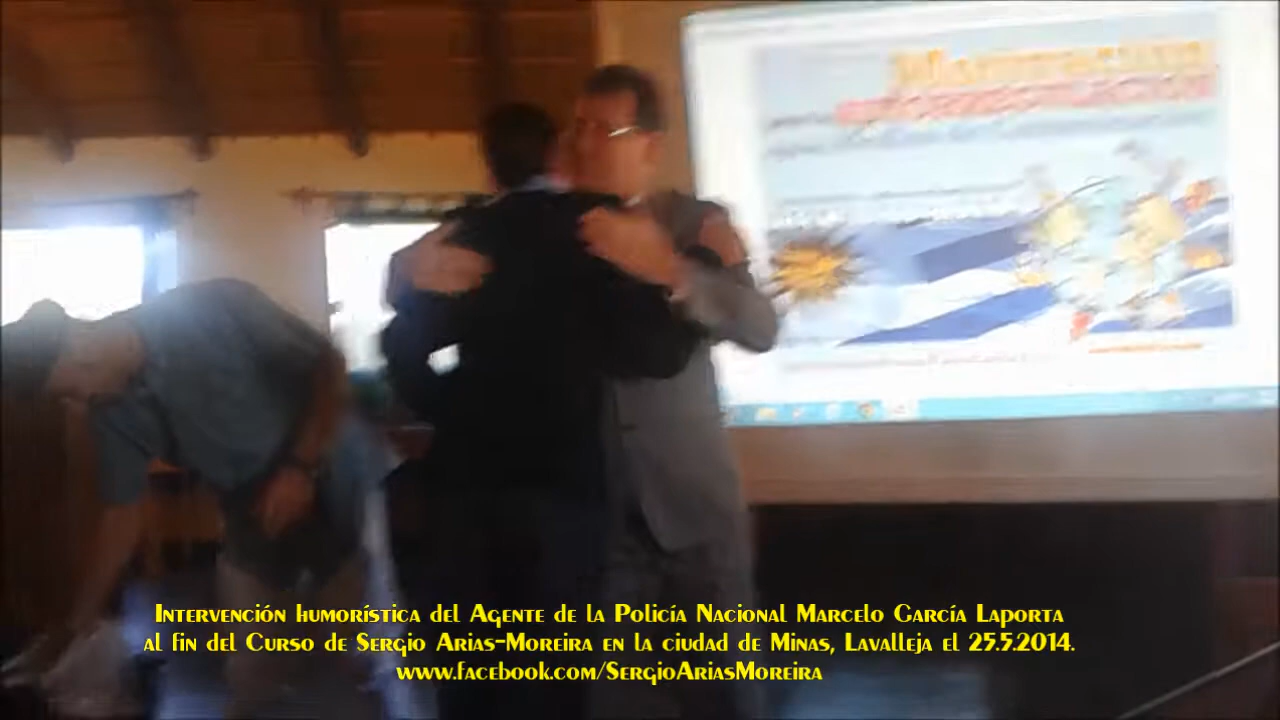 Intervención humorística del Agente de la Policía Nacional Marcelo García Laporta
al fin del Curso de Sergio Arias-Moreira en la ciudad de Minas, Lavalleja el 25.5.2014.
www.facebook.com/SergioAriasMoreira